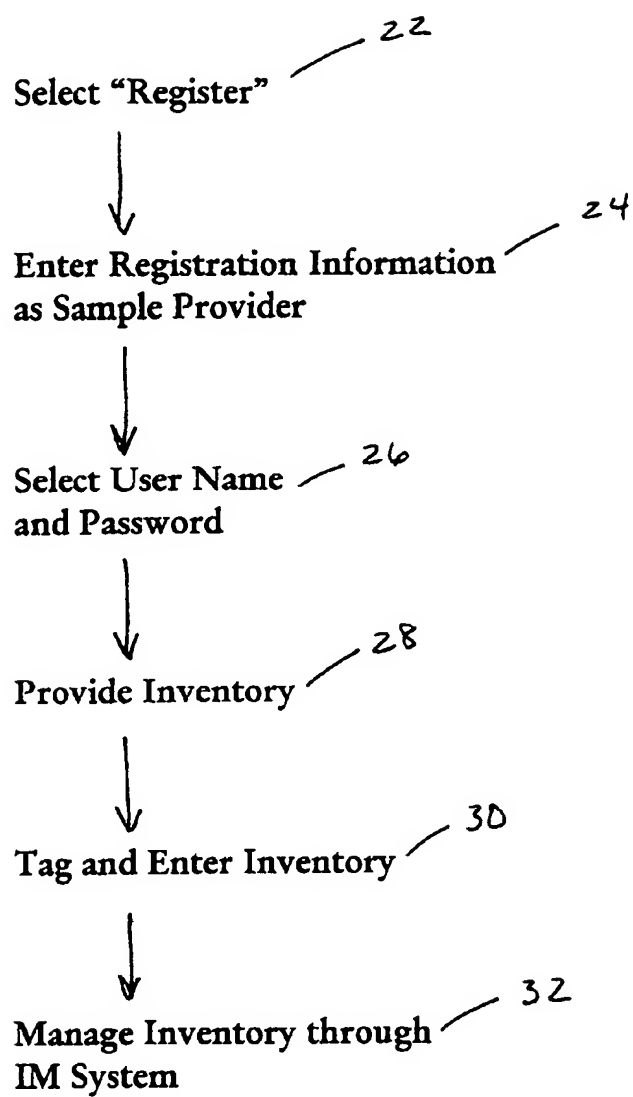 22
Select “Register”
24
Enter Registration Information
as Sample Provider
26
Select User Name
and Password
28
Provide Inventory
30
Tag and Enter Inventory
32
Manage Inventory through
IM System